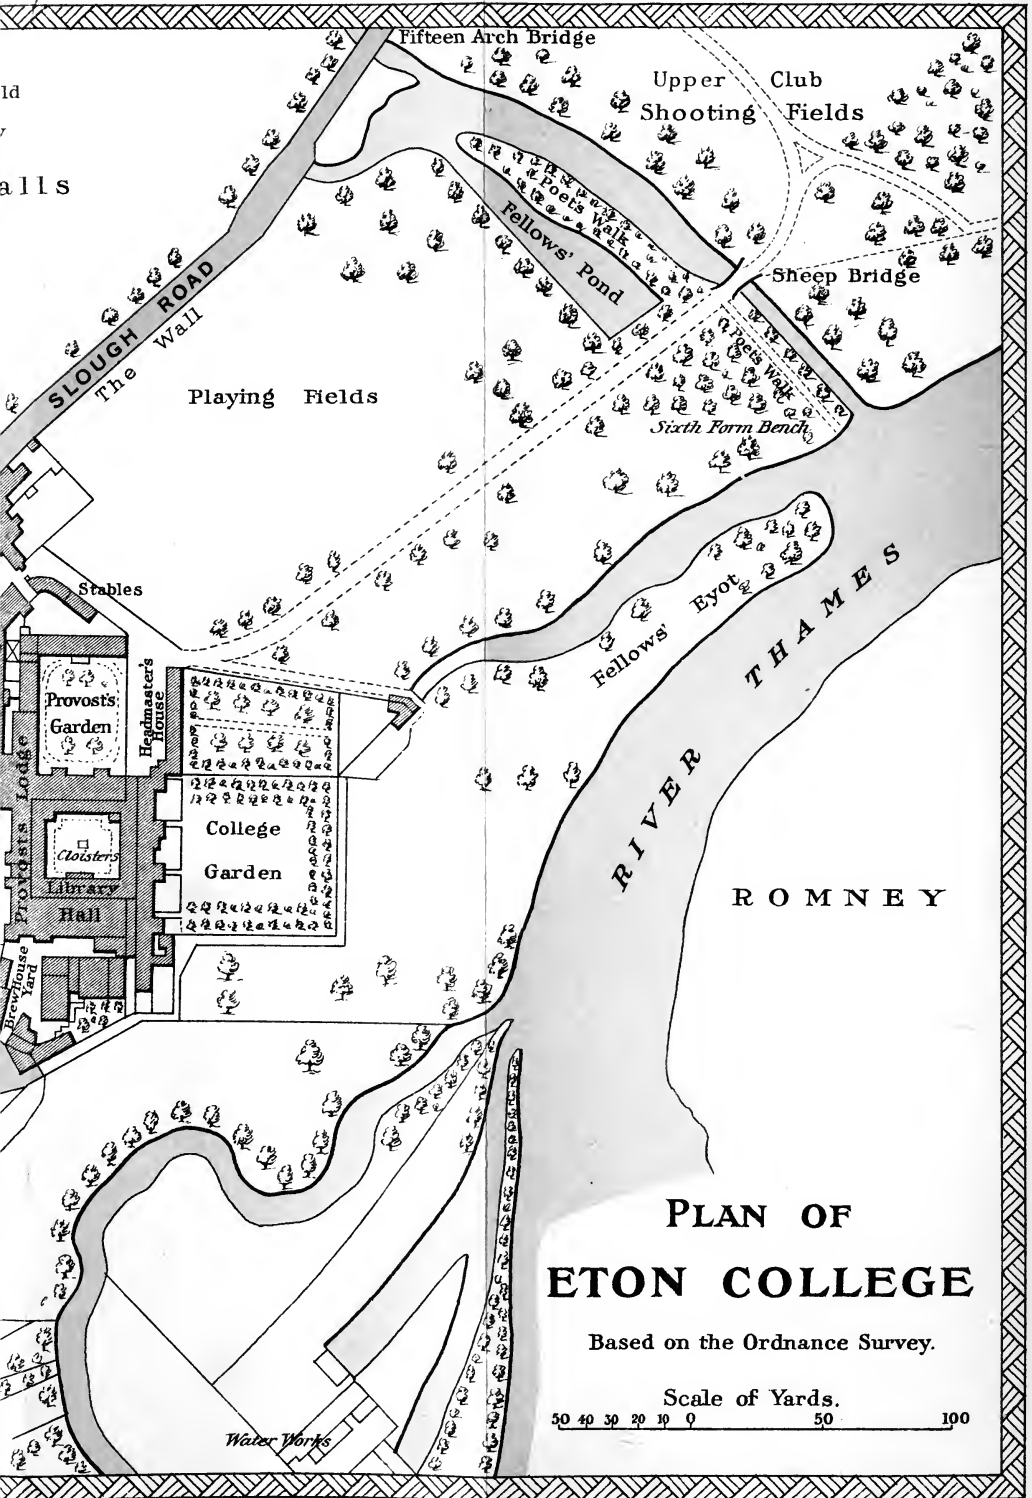 Fifteen Arch Bridge
Upper Club
Shooting Fields
ld
alls
Poet's Walk
Fellows' Pond
Sheep Bridge
SLOUGH ROAD
The Wall
Playing Fields
Poets Walk
Sixth Form Bench
Stables
Fellows' Eyot
RIVER THAMES
Provost's
Garden
Headmaster's
House
Provosts Lodge
College
Garden
Cloisters
Library
Hall
ROMNEY
BrewHouse
Yard
PLAN OF
ETON COLLEGE
Based on the Ordnance Survey.
Scale of Yards.
50 40 30 20 10 0 50 100
Water Works